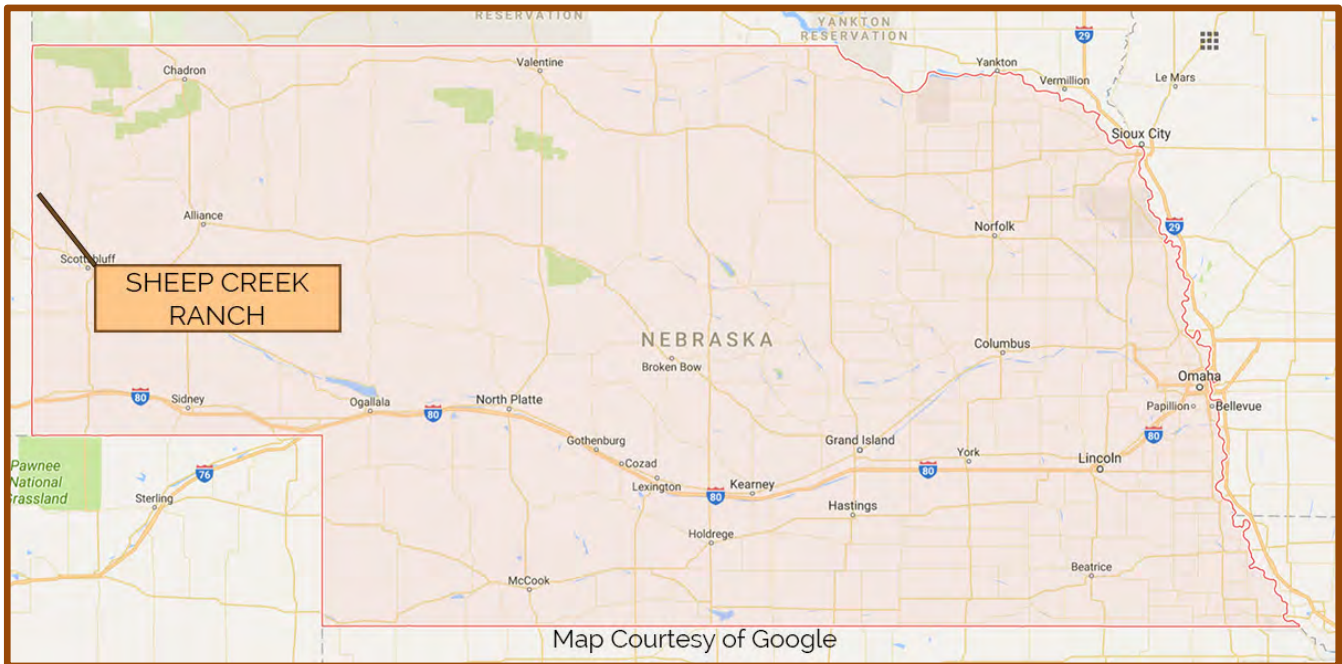 RESERVATION
YANKTON
RESERVATION
29
Chadron
Valentine
Yankton
Vermillion
Le Mars
Sioux City
Alliance
Norfolk
29
Scottsbluff
SHEEP CREEK
RANCH
NEBRASKA
Broken Bow
Columbus
Omaha
80
Sidney
Ogallala
80
North Platte
Papillion
Bellevue
80
Gothenburg
Grand Island
Cozad
York
Lincoln
Pawnee
National
Grassland
76
Sterling
Lexington
80
Kearney
80
Hastings
Holdrege
McCook
Beatrice
Map Courtesy of Google